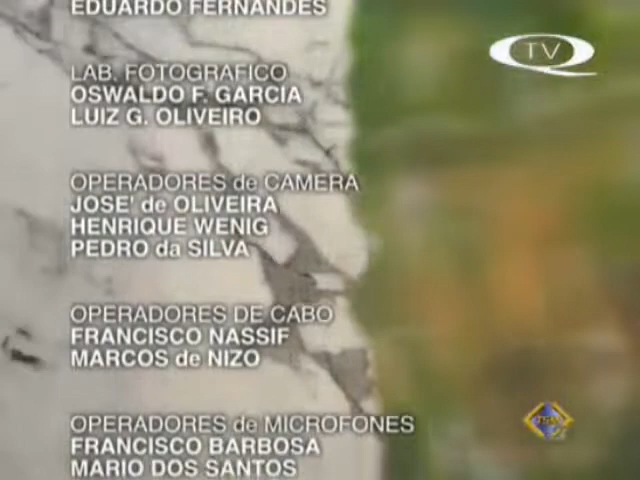 EDUARDO FERNANDES
LAB. FOTOGRAFICO
OSWALDO F. GARCIA
LUIZ G. OLIVEIRO
OPERADORES de CAMERA
JOSE' de OLIVEIRA
HENRIQUE WENIG
PEDRO da SILVA
OPERADORES DE CABO
FRANCISCO NASSIF
MARCOS de NIZO
OPERADORES de MICROFONES
FRANCISCO BARBOSA
MARIO DOS SANTOS
TV Q